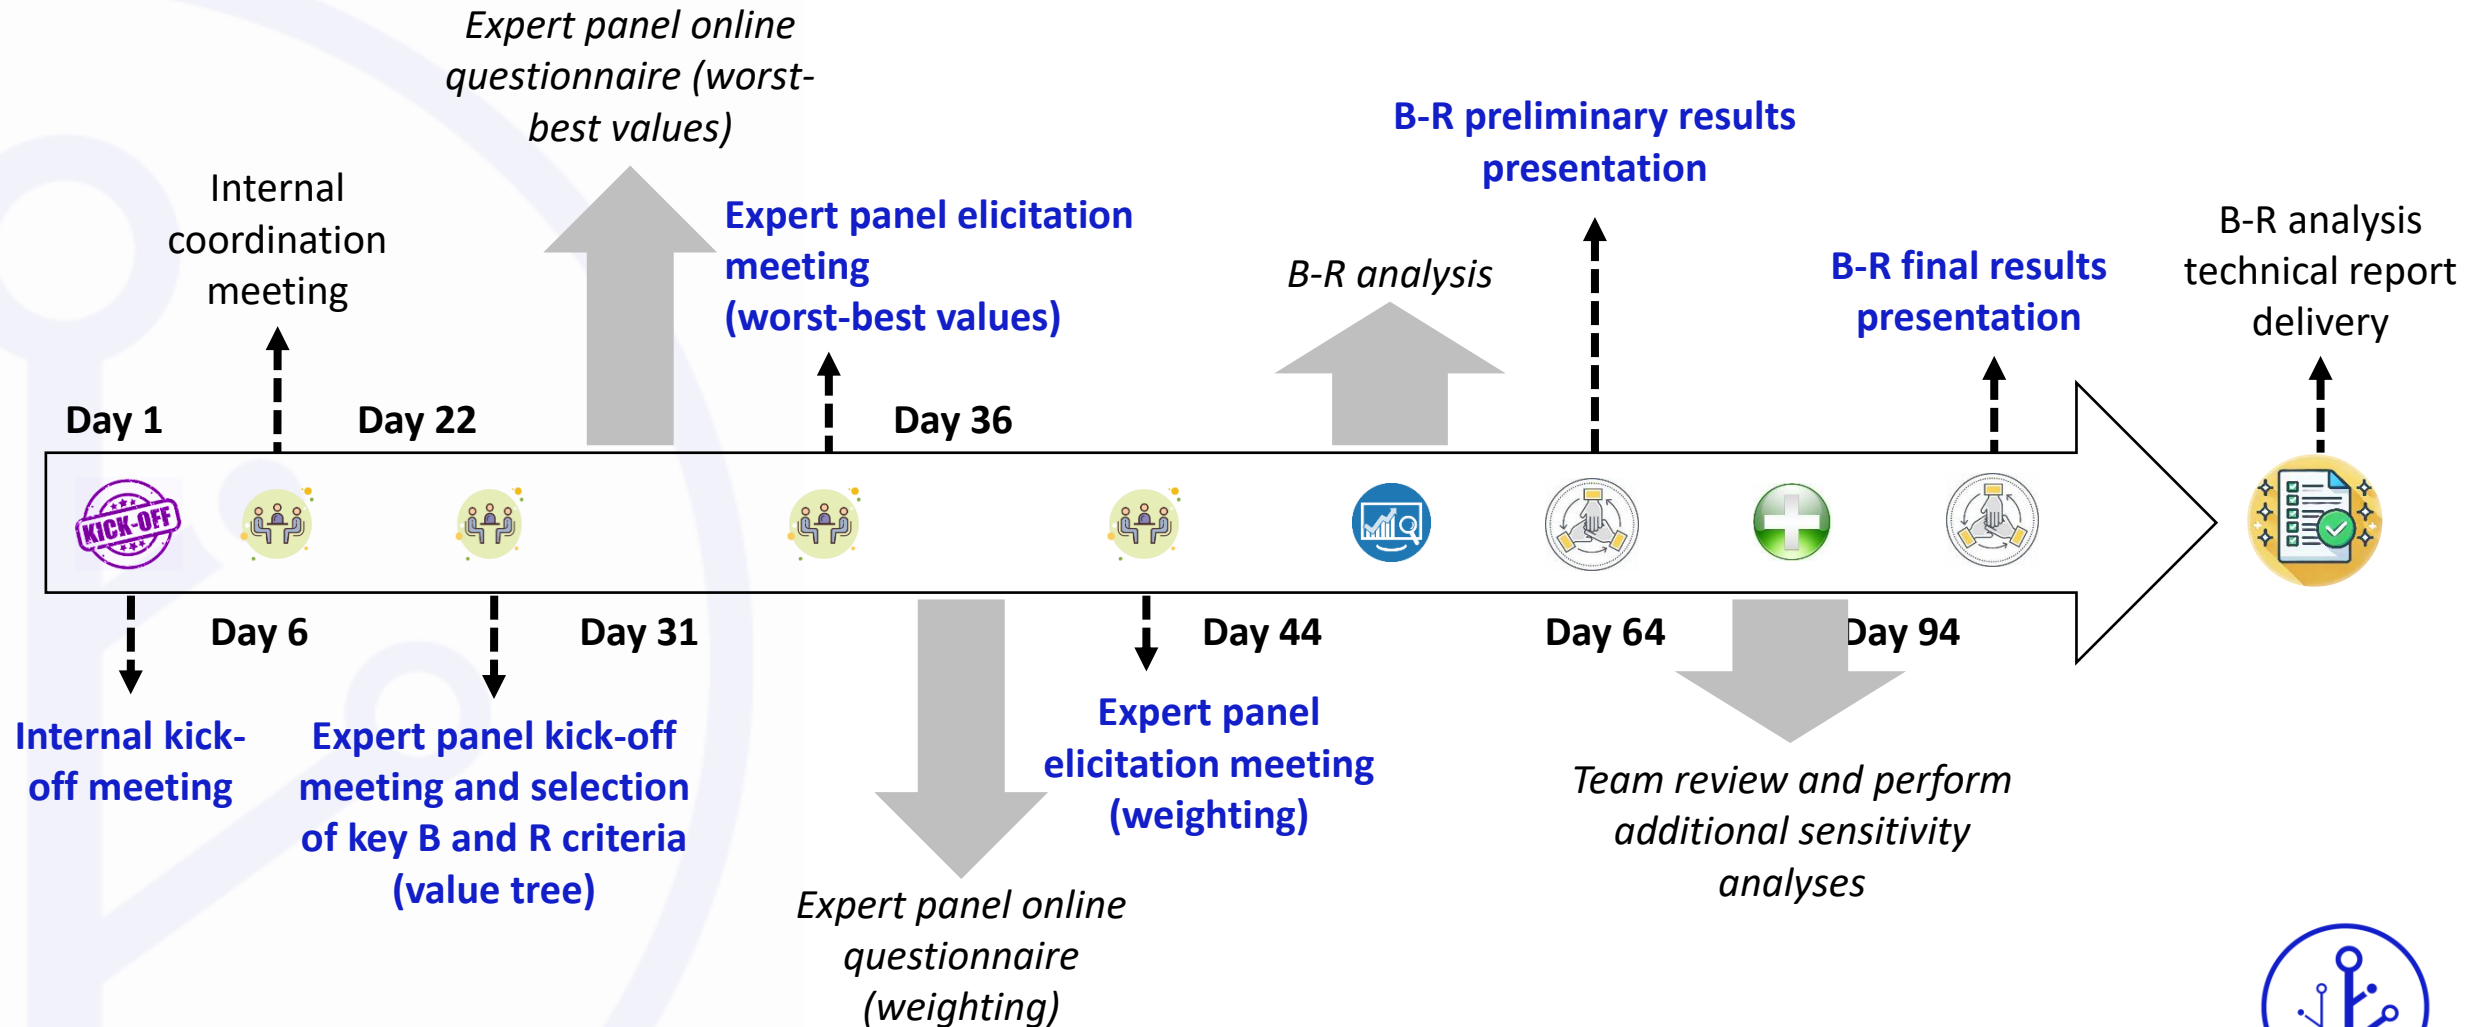 Expert panel online
questionnaire (worst-
best values)
Internal
coordination
meeting
Expert panel elicitation
meeting
(worst-best values)
B-R analysis
B-R preliminary results
presentation
B-R final results
presentation
B-R analysis
technical report
delivery
Day 1
Day 22
Day 36
KICK-OFF
Day 6
Day 31
Day 44
Day 64
Day 94
Internal kick-
off meeting
Expert panel kick-off
meeting and selection
of key B and R criteria
(value tree)
Expert panel online
questionnaire
(weighting)
Expert panel
elicitation meeting
(weighting)
Team review and perform
additional sensitivity
analyses